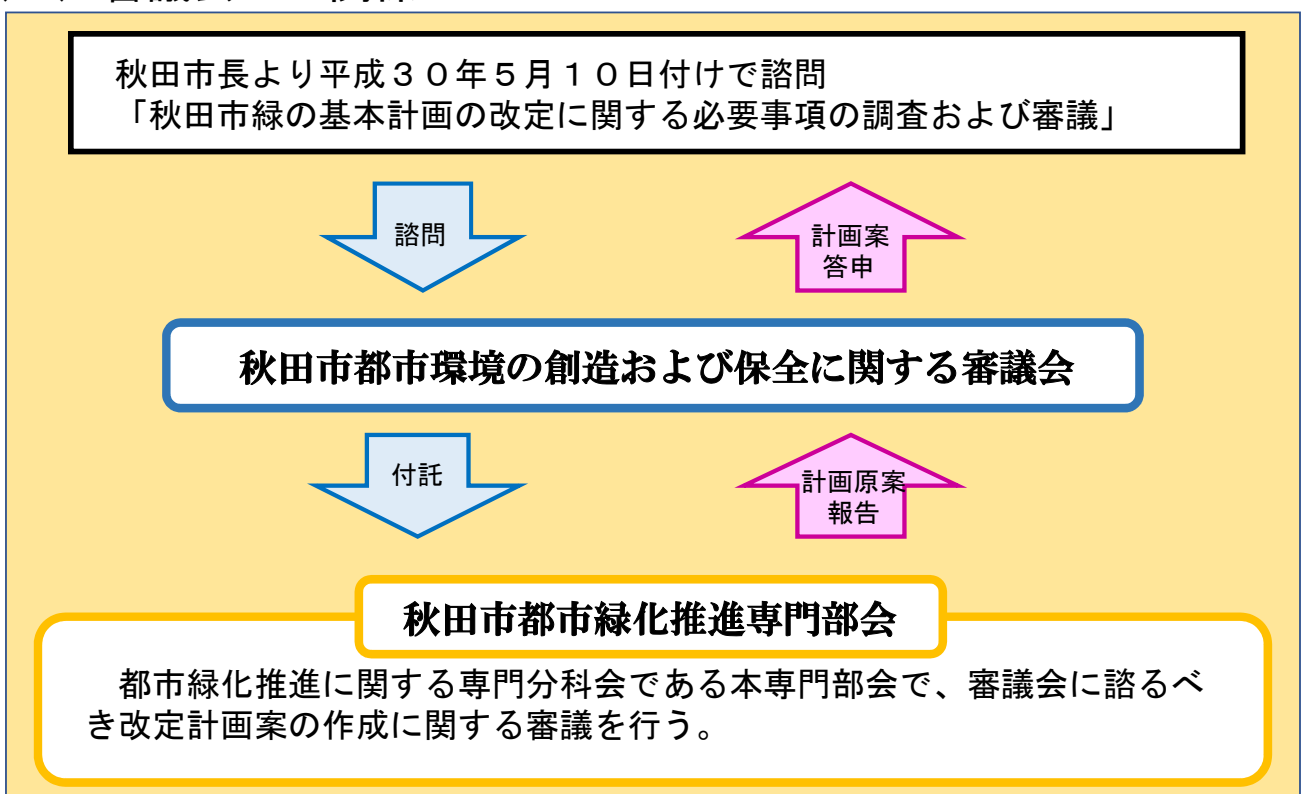 秋田市長より平成３０年５月１０日付けで諮問
「秋田市緑の基本計画の改定に関する必要事項の調査および審議」
諮問
計画案
答申
秋田市都市環境の創造および保全に関する審議会
付託
計画原案
報告
秋田市都市緑化推進専門部会
都市緑化推進に関する専門分科会である本専門部会で、審議会に諮るべ
き改定計画案の作成に関する審議を行う。